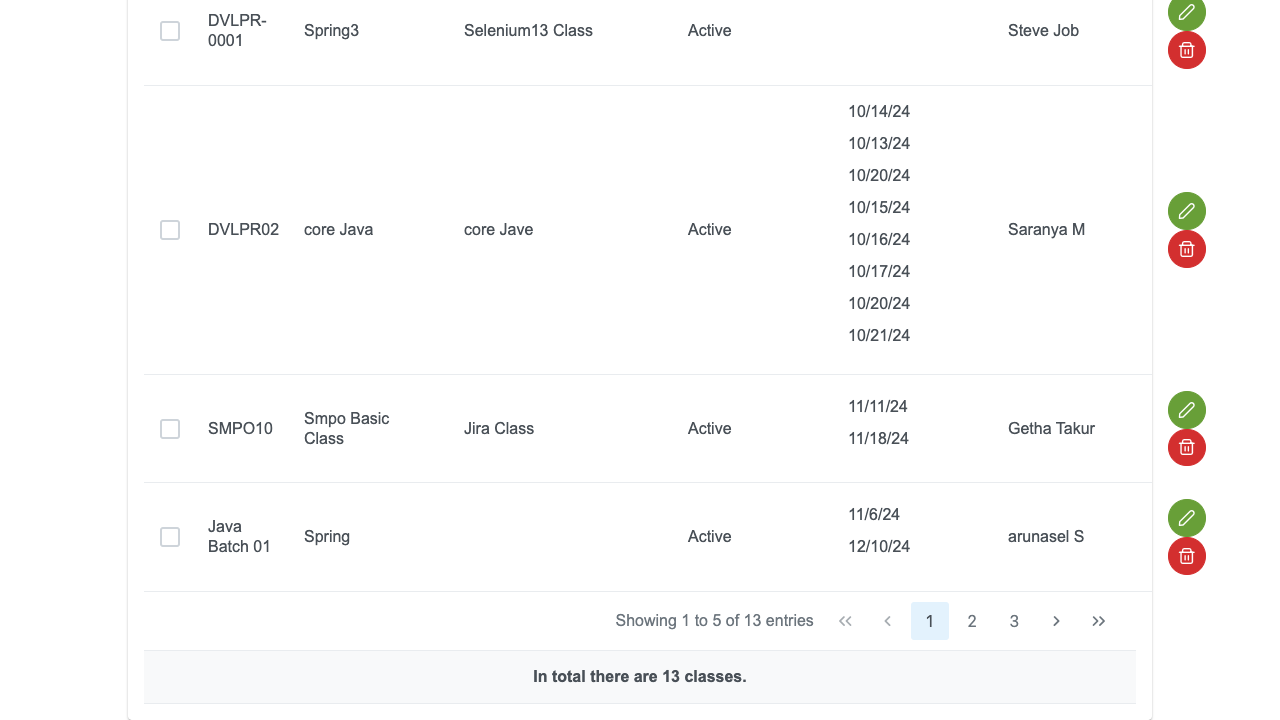 DVLPR-
0001
Spring3
Selenium13 Class
Active
Steve Job
DVLPR02
core Java
core Jave
Active
10/14/24
10/13/24
10/20/24
10/15/24
10/16/24
10/17/24
10/20/24
10/21/24
Saranya M
SMPO10
Smpo Basic
Class
Jira Class
Active
11/11/24
11/18/24
Getha Takur
Java
Batch 01
Spring
Active
11/6/24
12/10/24
arunasel S
Showing 1 to 5 of 13 entries
1 2 3
In total there are 13 classes.